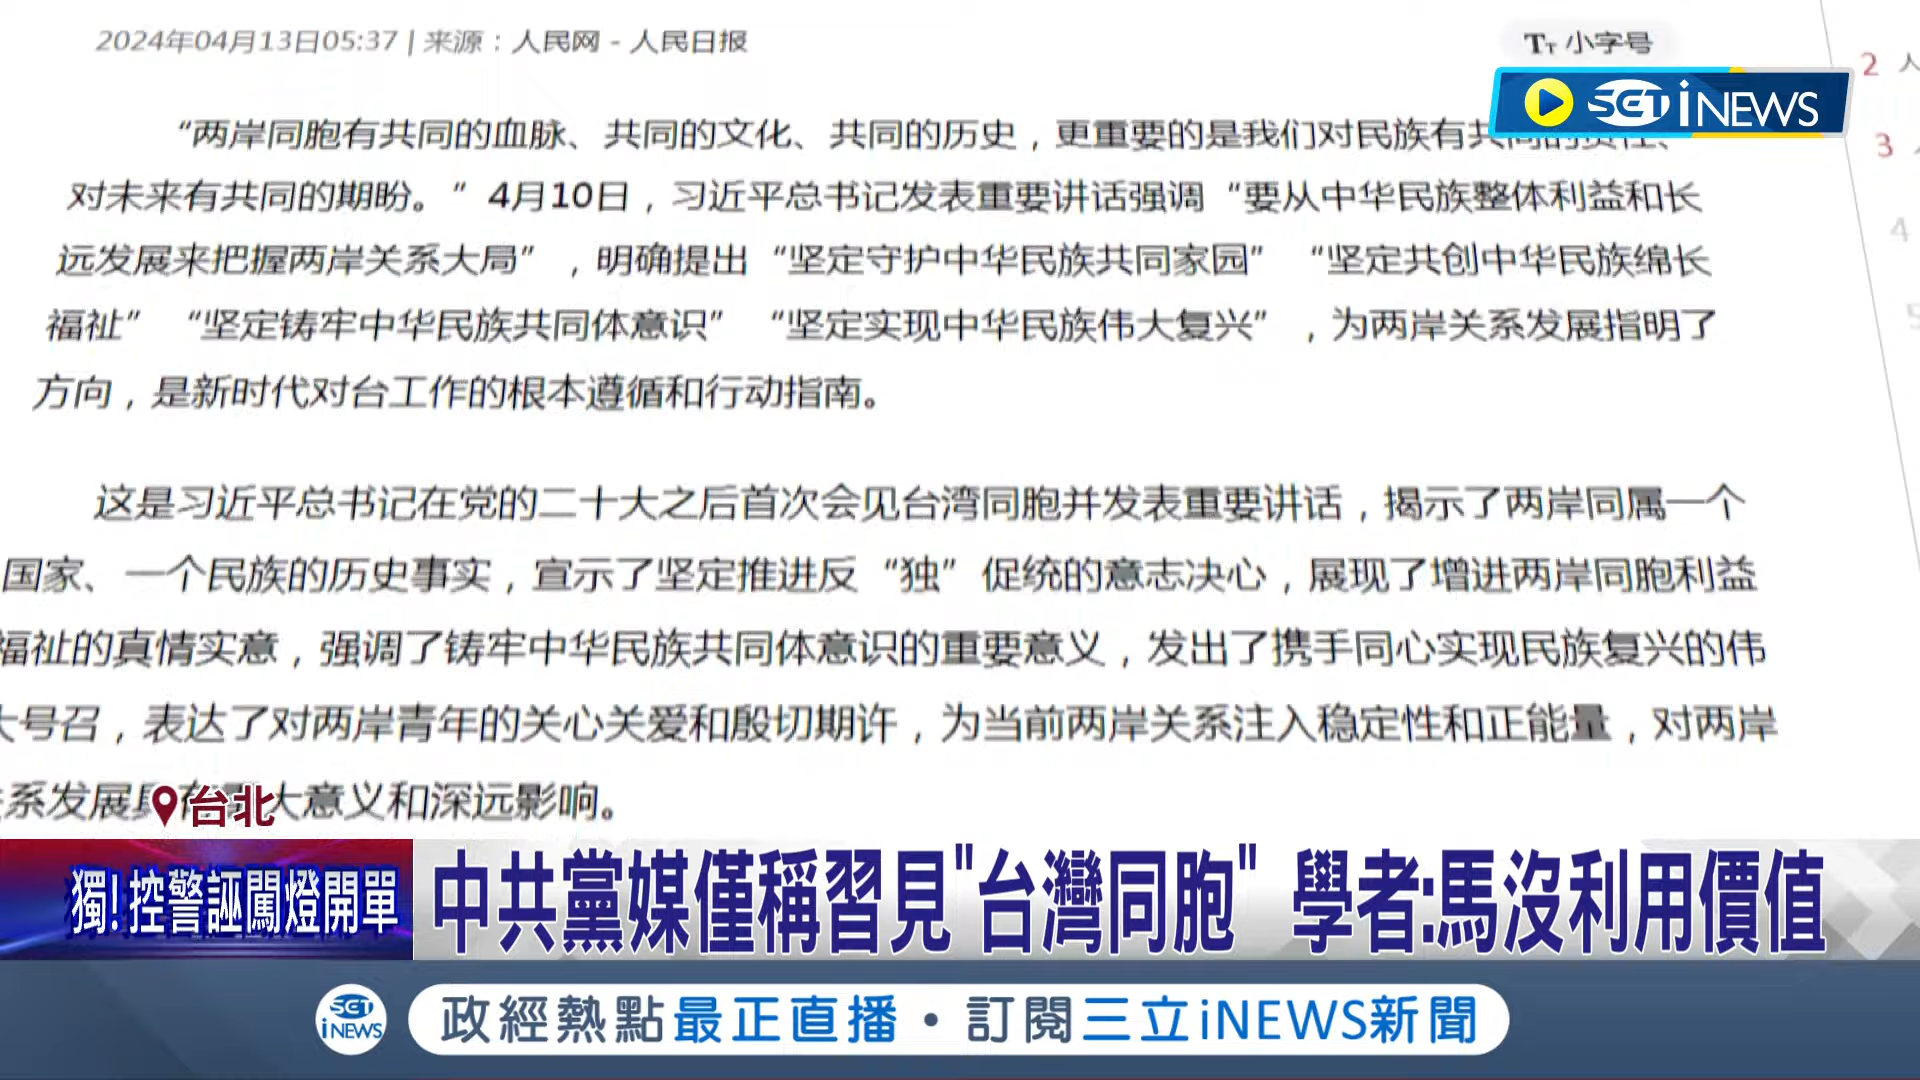 2024年04月13日05:37 | 来源：人民网－人民日报
小字号
SET iNEWS
2 人
3
“两岸同胞有共同的血脉、共同的文化、共同的历史，更重要的是我们对民族有共同的责任、
对未来有共同的期盼。”4月10日，习近平总书记发表重要讲话强调“要从中华民族整体利益和长
远发展来把握两岸关系大局”，明确提出“坚定守护中华民族共同家园”“坚定共创中华民族绵长
福祉”“坚定铸牢中华民族共同体意识”“坚定实现中华民族伟大复兴”，为两岸关系发展指明了
方向，是新时代对台工作的根本遵循和行动指南。
4
5
这是习近平总书记在党的二十大之后首次会见台湾同胞并发表重要讲话，揭示了两岸同属一个
国家、一个民族的历史事实，宣示了坚定推进反“独”促统的意志决心，展现了增进两岸同胞利益
福祉的真情实意，强调了铸牢中华民族共同体意识的重要意义，发出了携手同心实现民族复兴的伟
大号召，表达了对两岸青年的关心关爱和殷切期许，为当前两岸关系注入稳定性和正能量，对两岸
系发展具有大意义和深远影响。
台北
獨!控警誣闖燈開單
中共黨媒僅稱習見"台灣同胞" 學者:馬沒利用價值
SET iNEWS
政經熱點最正直播・訂閱三立iNEWS新聞